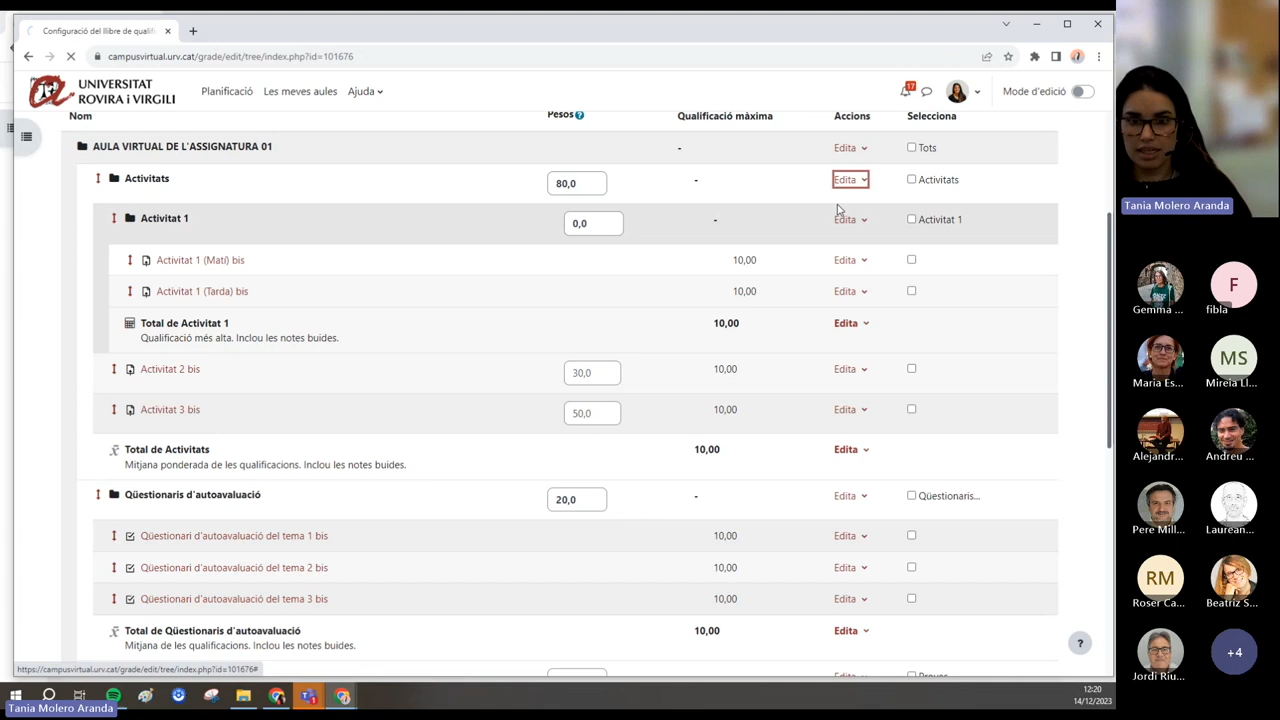 Configuració del llibre de qualifi
campusvirtual.urv.cat/grade/edit/tree/index.php?id=101676
UNIVERSITAT
ROVIRA i VIRGILI
Planificació Les meves aules Ajuda
17
Mode d'edició
Nom Pesos Qualificació màxima Accions Selecciona
AULA VIRTUAL DE L'ASSIGNATURA 01 - Edita Tots
Activitats 80,0 - Edita Activitats
Activitat 1 0,0 - Edita Activitat 1
Activitat 1 (Matí) bis 10,00 Edita
Activitat 1 (Tarda) bis 10,00 Edita
Total de Activitat 1 10,00 Edita
Qualificació més alta. Inclou les notes buides.
Activitat 2 bis 30,0 10,00 Edita
Activitat 3 bis 50,0 10,00 Edita
Total de Activitats 10,00 Edita
Mitjana ponderada de les qualificacions. Inclou les notes buides.
Qüestionaris d'autoavaluació 20,0 - Edita Qüestionaris...
Qüestionari d'autoavaluació del tema 1 bis 10,00 Edita
Qüestionari d'autoavaluació del tema 2 bis 10,00 Edita
Qüestionari d'autoavaluació del tema 3 bis 10,00 Edita
Total de Qüestionaris d'autoavaluació 10,00 Edita
Mitjana de les qualificacions. Inclou les notes buides.
?
https://campusvirtual.urv.cat/grade/edit/tree/index.php?id=101676#
Edita Proves
12:20
14/12/2023
Tania Molero Aranda
Tania Molero Aranda
Gemma ...
F
fibla
Maria Es...
MS
Mireia Ll...
Alejandr...
Andreu ...
Pere Mill...
Laurean...
RM
Roser Ca...
Beatriz S...
Jordi Riu...
+4